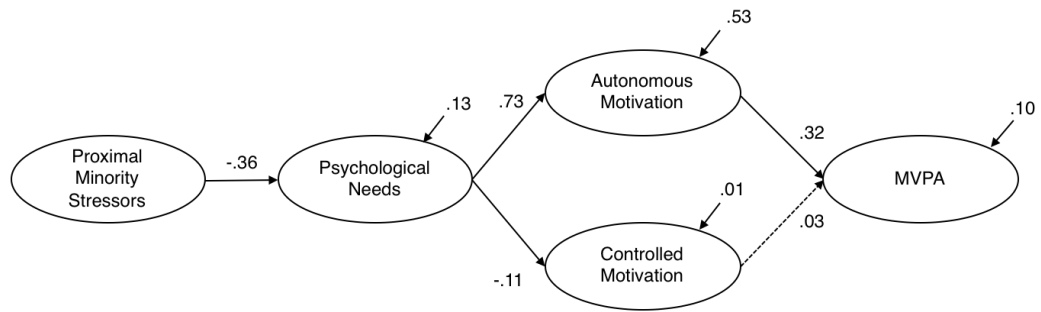 .53
Autonomous
Motivation
.13
.73
.10
.32
Proximal
Minority
Stressors
-.36
Psychological
Needs
MVPA
.01
.03
Controlled
Motivation
-.11